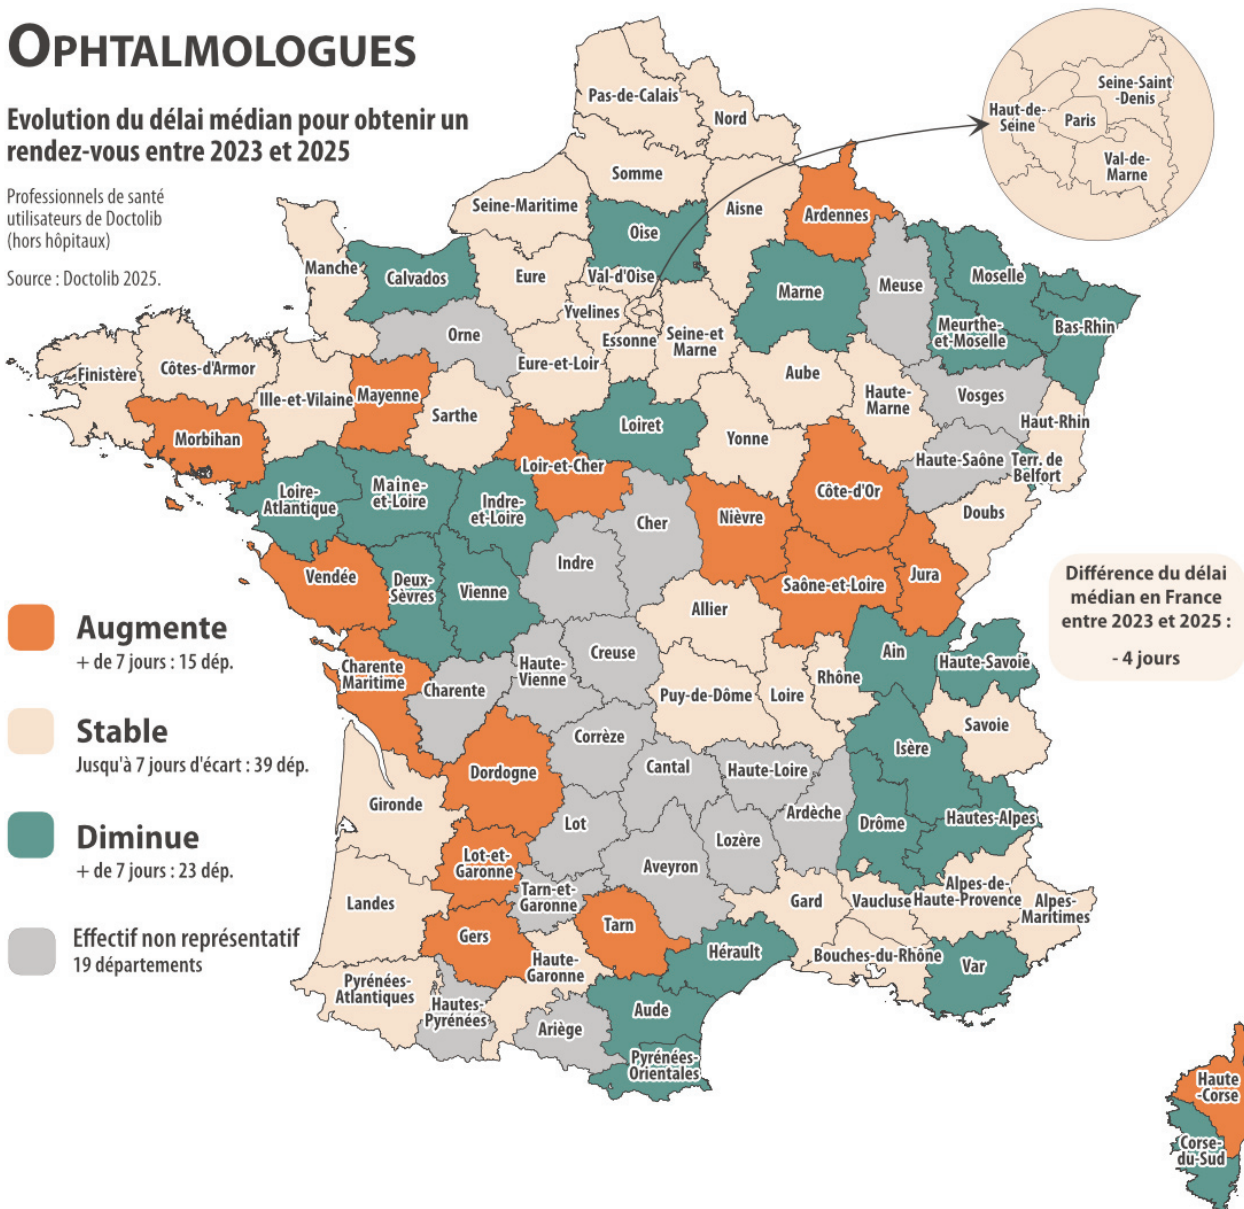 OPHTALMOLOGUES
Evolution du délai médian pour obtenir un
rendez-vous entre 2023 et 2025
Professionnels de santé
utilisateurs de Doctolib
(hors hôpitaux)
Source : Doctolib 2025.
Haut-de-
Seine
Paris
Seine-Saint
-Denis
Val-de-
Marne
Pas-de-Calais
Nord
Somme
Seine-Maritime
Aisne
Ardennes
Oise
Manche
Calvados
Eure
Val-d'Oise
Marne
Meuse
Moselle
Meurthe-
et-Moselle
Bas-Rhin
Orne
Yvelines
Essonne
Seine-et
Marne
Eure-et-Loir
Aube
Haute-
Marne
Vosges
Haut-Rhin
Finistère
Côtes-d'Armor
Ille-et-Vilaine
Mayenne
Sarthe
Morbihan
Loiret
Yonne
Loir-et-Cher
Haute-Saône
Terr. de
Belfort
Loire-
Atlantique
Maine-
et-Loire
Indre-
et-Loire
Cher
Nièvre
Côte-d'Or
Doubs
Vendée
Deux-
Sèvres
Vienne
Indre
Allier
Saône-et-Loire
Jura
Différence du délai
médian en France
entre 2023 et 2025 :
- 4 jours
Augmente
+ de 7 jours : 15 dép.
Stable
Jusqu'à 7 jours d'écart : 39 dép.
Diminue
+ de 7 jours : 23 dép.
Effectif non représentatif
19 départements
Charente
Maritime
Charente
Haute-
Vienne
Creuse
Puy-de-Dôme
Loire
Rhône
Ain
Haute-Savoie
Savoie
Isère
Corrèze
Dordogne
Cantal
Haute-Loire
Ardèche
Drôme
Hautes-Alpes
Gironde
Lot
Lot-et-
Garonne
Aveyron
Lozère
Landes
Tarn-et-
Garonne
Tarn
Gard
Vaucluse
Alpes-de-
Haute-Provence
Alpes-
Maritimes
Gers
Haute-
Garonne
Hérault
Bouches-du-Rhône
Var
Pyrénées-
Atlantiques
Hautes-
Pyrénées
Ariège
Aude
Pyrénées-
Orientales
Haute
-Corse
Corse-
du-Sud